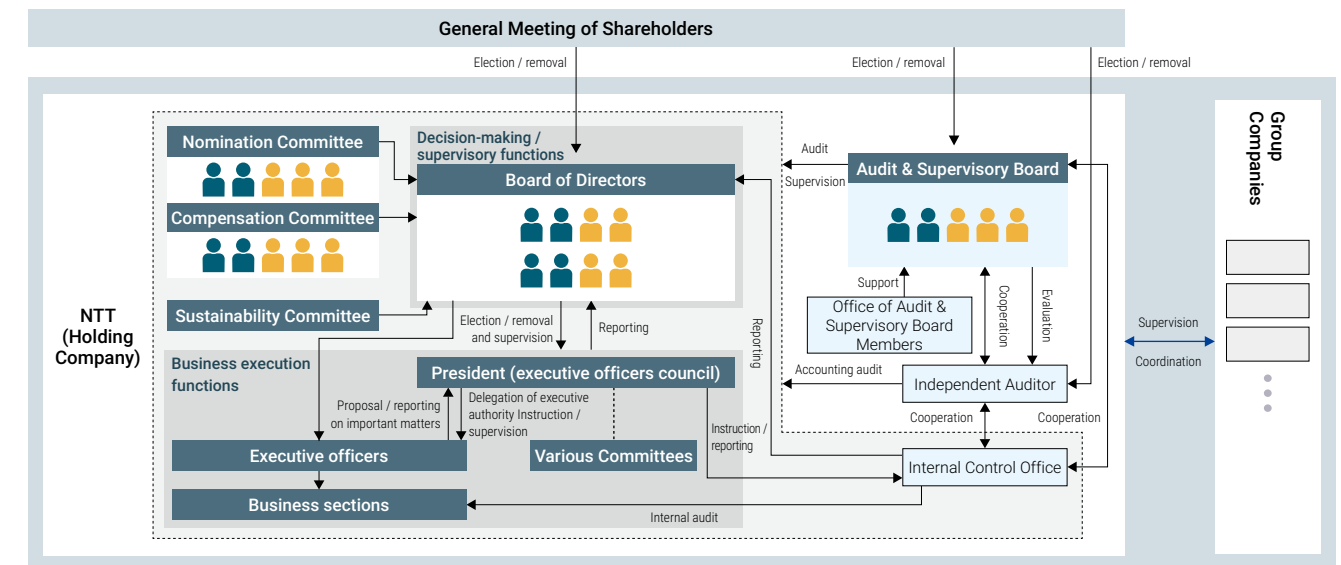 General Meeting of Shareholders
Election / removal
Election / removal
Election / removal
NTT
(Holding
Company)
Nomination Committee
Compensation Committee
Sustainability Committee
Decision-making /
supervisory functions
Board of Directors
Audit
Supervision
Audit & Supervisory Board
Support
Cooperation
Evaluation
Office of Audit &
Supervisory Board
Members
Election / removal
and supervision
Reporting
Reporting
Business execution
functions
President (executive officers council)
Accounting audit
Independent Auditor
Proposal / reporting
on important matters
Delegation of executive
authority Instruction /
supervision
Instruction /
reporting
Cooperation
Cooperation
Executive officers
Various Committees
Internal Control Office
Business sections
Internal audit
Supervision
Coordination
Group
Companies